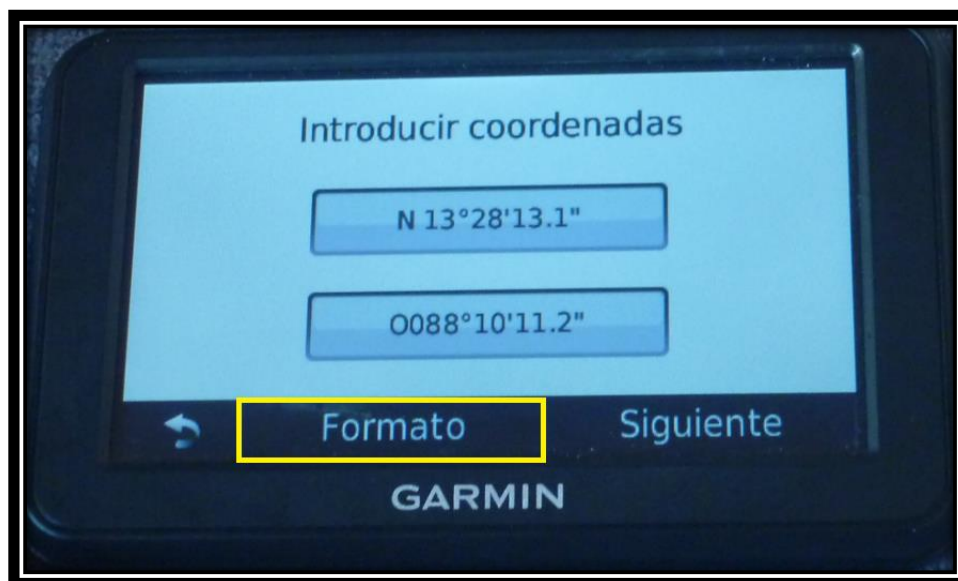 Introducir coordenadas
N 13°28'13.1"
O088°10'11.2"
Formato Siguiente
GARMIN